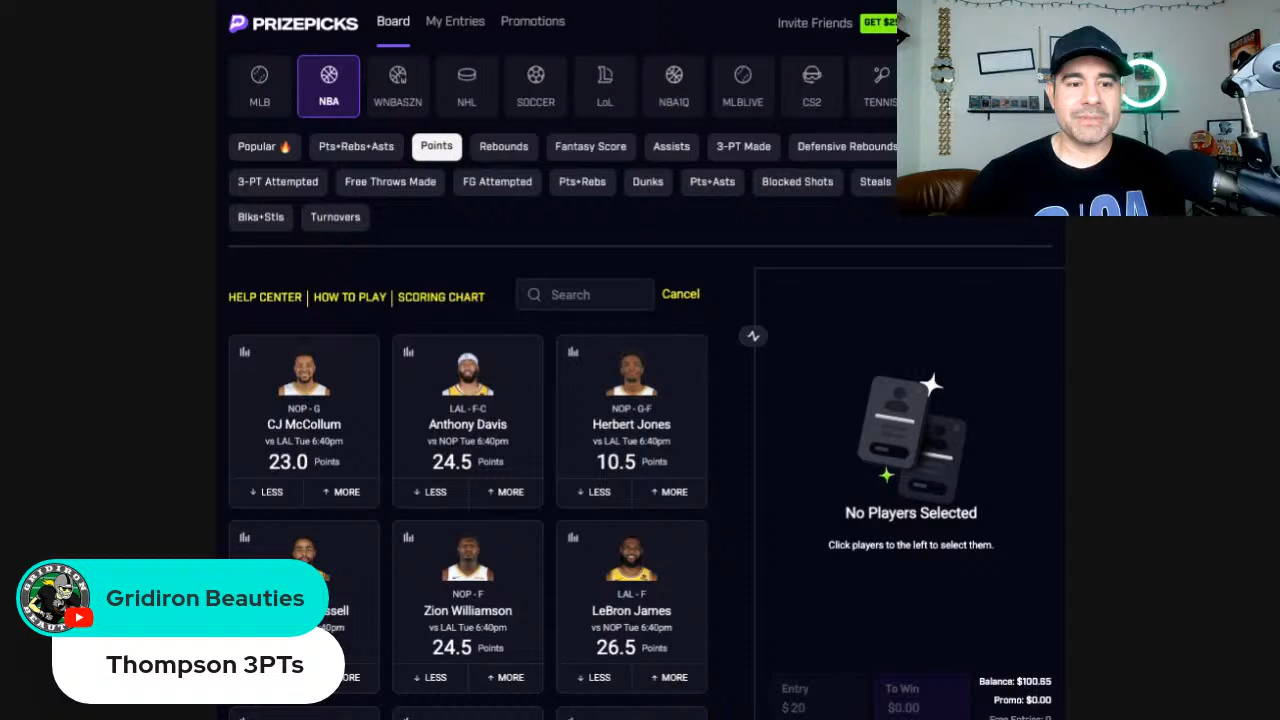 PRIZEPICKS
Board
My Entries
Promotions
Invite Friends
MLB
NBA
WNBASZN
NHL
SOCCER
LoL
NBA1Q
MLBLIVE
CS2
TENNIS
Popular 🔥
Pts+Rebs+Asts
Points
Rebounds
Fantasy Score
Assists
3-PT Made
Defensive Rebounds
3-PT Attempted
Free Throws Made
FG Attempted
Pts+Rebs
Dunks
Pts+Asts
Blocked Shots
Steals
Blks+Stls
Turnovers
HELP CENTER | HOW TO PLAY | SCORING CHART
Search
Cancel
NOP - G
CJ McCollum
vs LAL Tue 6:40pm
23.0 Points
↓ LESS
↑ MORE
LAL - F-C
Anthony Davis
vs NOP Tue 6:40pm
24.5 Points
↓ LESS
↑ MORE
NOP - G-F
Herbert Jones
vs LAL Tue 6:40pm
10.5 Points
↓ LESS
↑ MORE
NOP - F
Zion Williamson
vs LAL Tue 6:40pm
24.5 Points
↓ LESS
↑ MORE
LAL - F
LeBron James
vs NOP Tue 6:40pm
26.5 Points
↓ LESS
↑ MORE
No Players Selected
Click players to the left to select them.
Entry
$ 20
To Win
$0.00
Balance: $100.65
Promo: $0.00
Gridiron Beauties
Thompson 3PTs